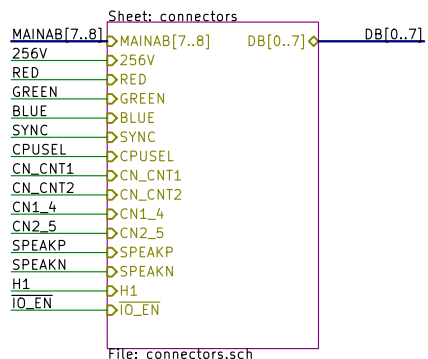 Sheet: connectors
MAINAB[7..8] MAINAB[7..8] DB[0..7] DB[0..7]
256V 256V
RED RED
GREEN GREEN
BLUE BLUE
SYNC SYNC
CPUSEL CPUSEL
CN_CNT1 CN_CNT1
CN_CNT2 CN_CNT2
CN1_4 CN1_4
CN2_5 CN2_5
SPEAKP SPEAKP
SPEAKN SPEAKN
H1 H1
IO_EN IO_EN
File: connectors.sch